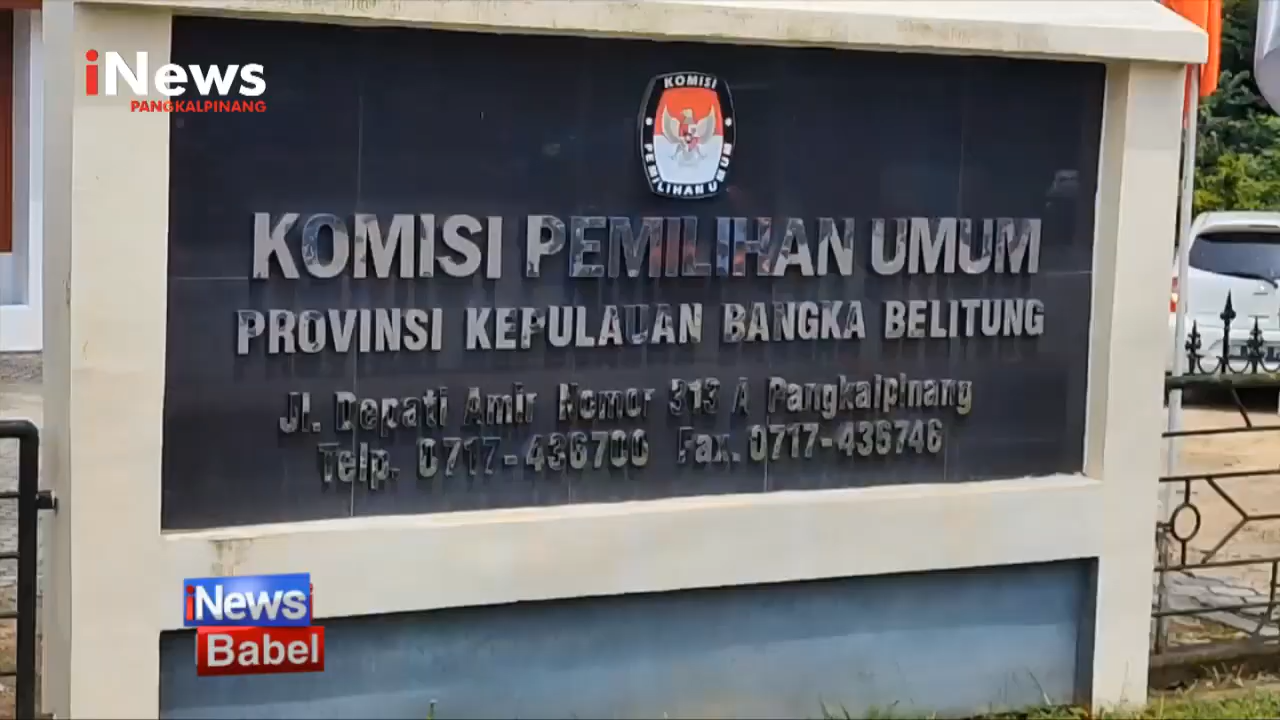 iNews
PANGKALPINANG
KOMISI
PEMILIHAN UMUM
KOMISI PEMILIHAN UMUM
PROVINSI KEPULAUAN BANGKA BELITUNG
Jl. Depati Amir Nomor 313 A Pangkalpinang
Telp. 0717-436700 Fax. 0717-436746
iNews
Babel